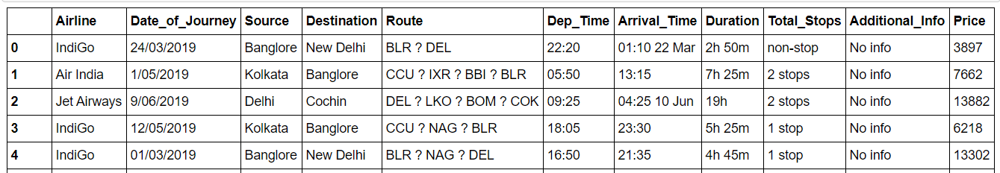 Airline Date_of_Journey Source Destination Route Dep_Time Arrival_Time Duration Total_Stops Additional_Info Price
0 IndiGo 24/03/2019 Banglore New Delhi BLR ? DEL 22:20 01:10 22 Mar 2h 50m non-stop No info 3897
1 Air India 1/05/2019 Kolkata Banglore CCU ? IXR ? BBI ? BLR 05:50 13:15 7h 25m 2 stops No info 7662
2 Jet Airways 9/06/2019 Delhi Cochin DEL ? LKO ? BOM ? COK 09:25 04:25 10 Jun 19h 2 stops No info 13882
3 IndiGo 12/05/2019 Kolkata Banglore CCU ? NAG ? BLR 18:05 23:30 5h 25m 1 stop No info 6218
4 IndiGo 01/03/2019 Banglore New Delhi BLR ? NAG ? DEL 16:50 21:35 4h 45m 1 stop No info 13302